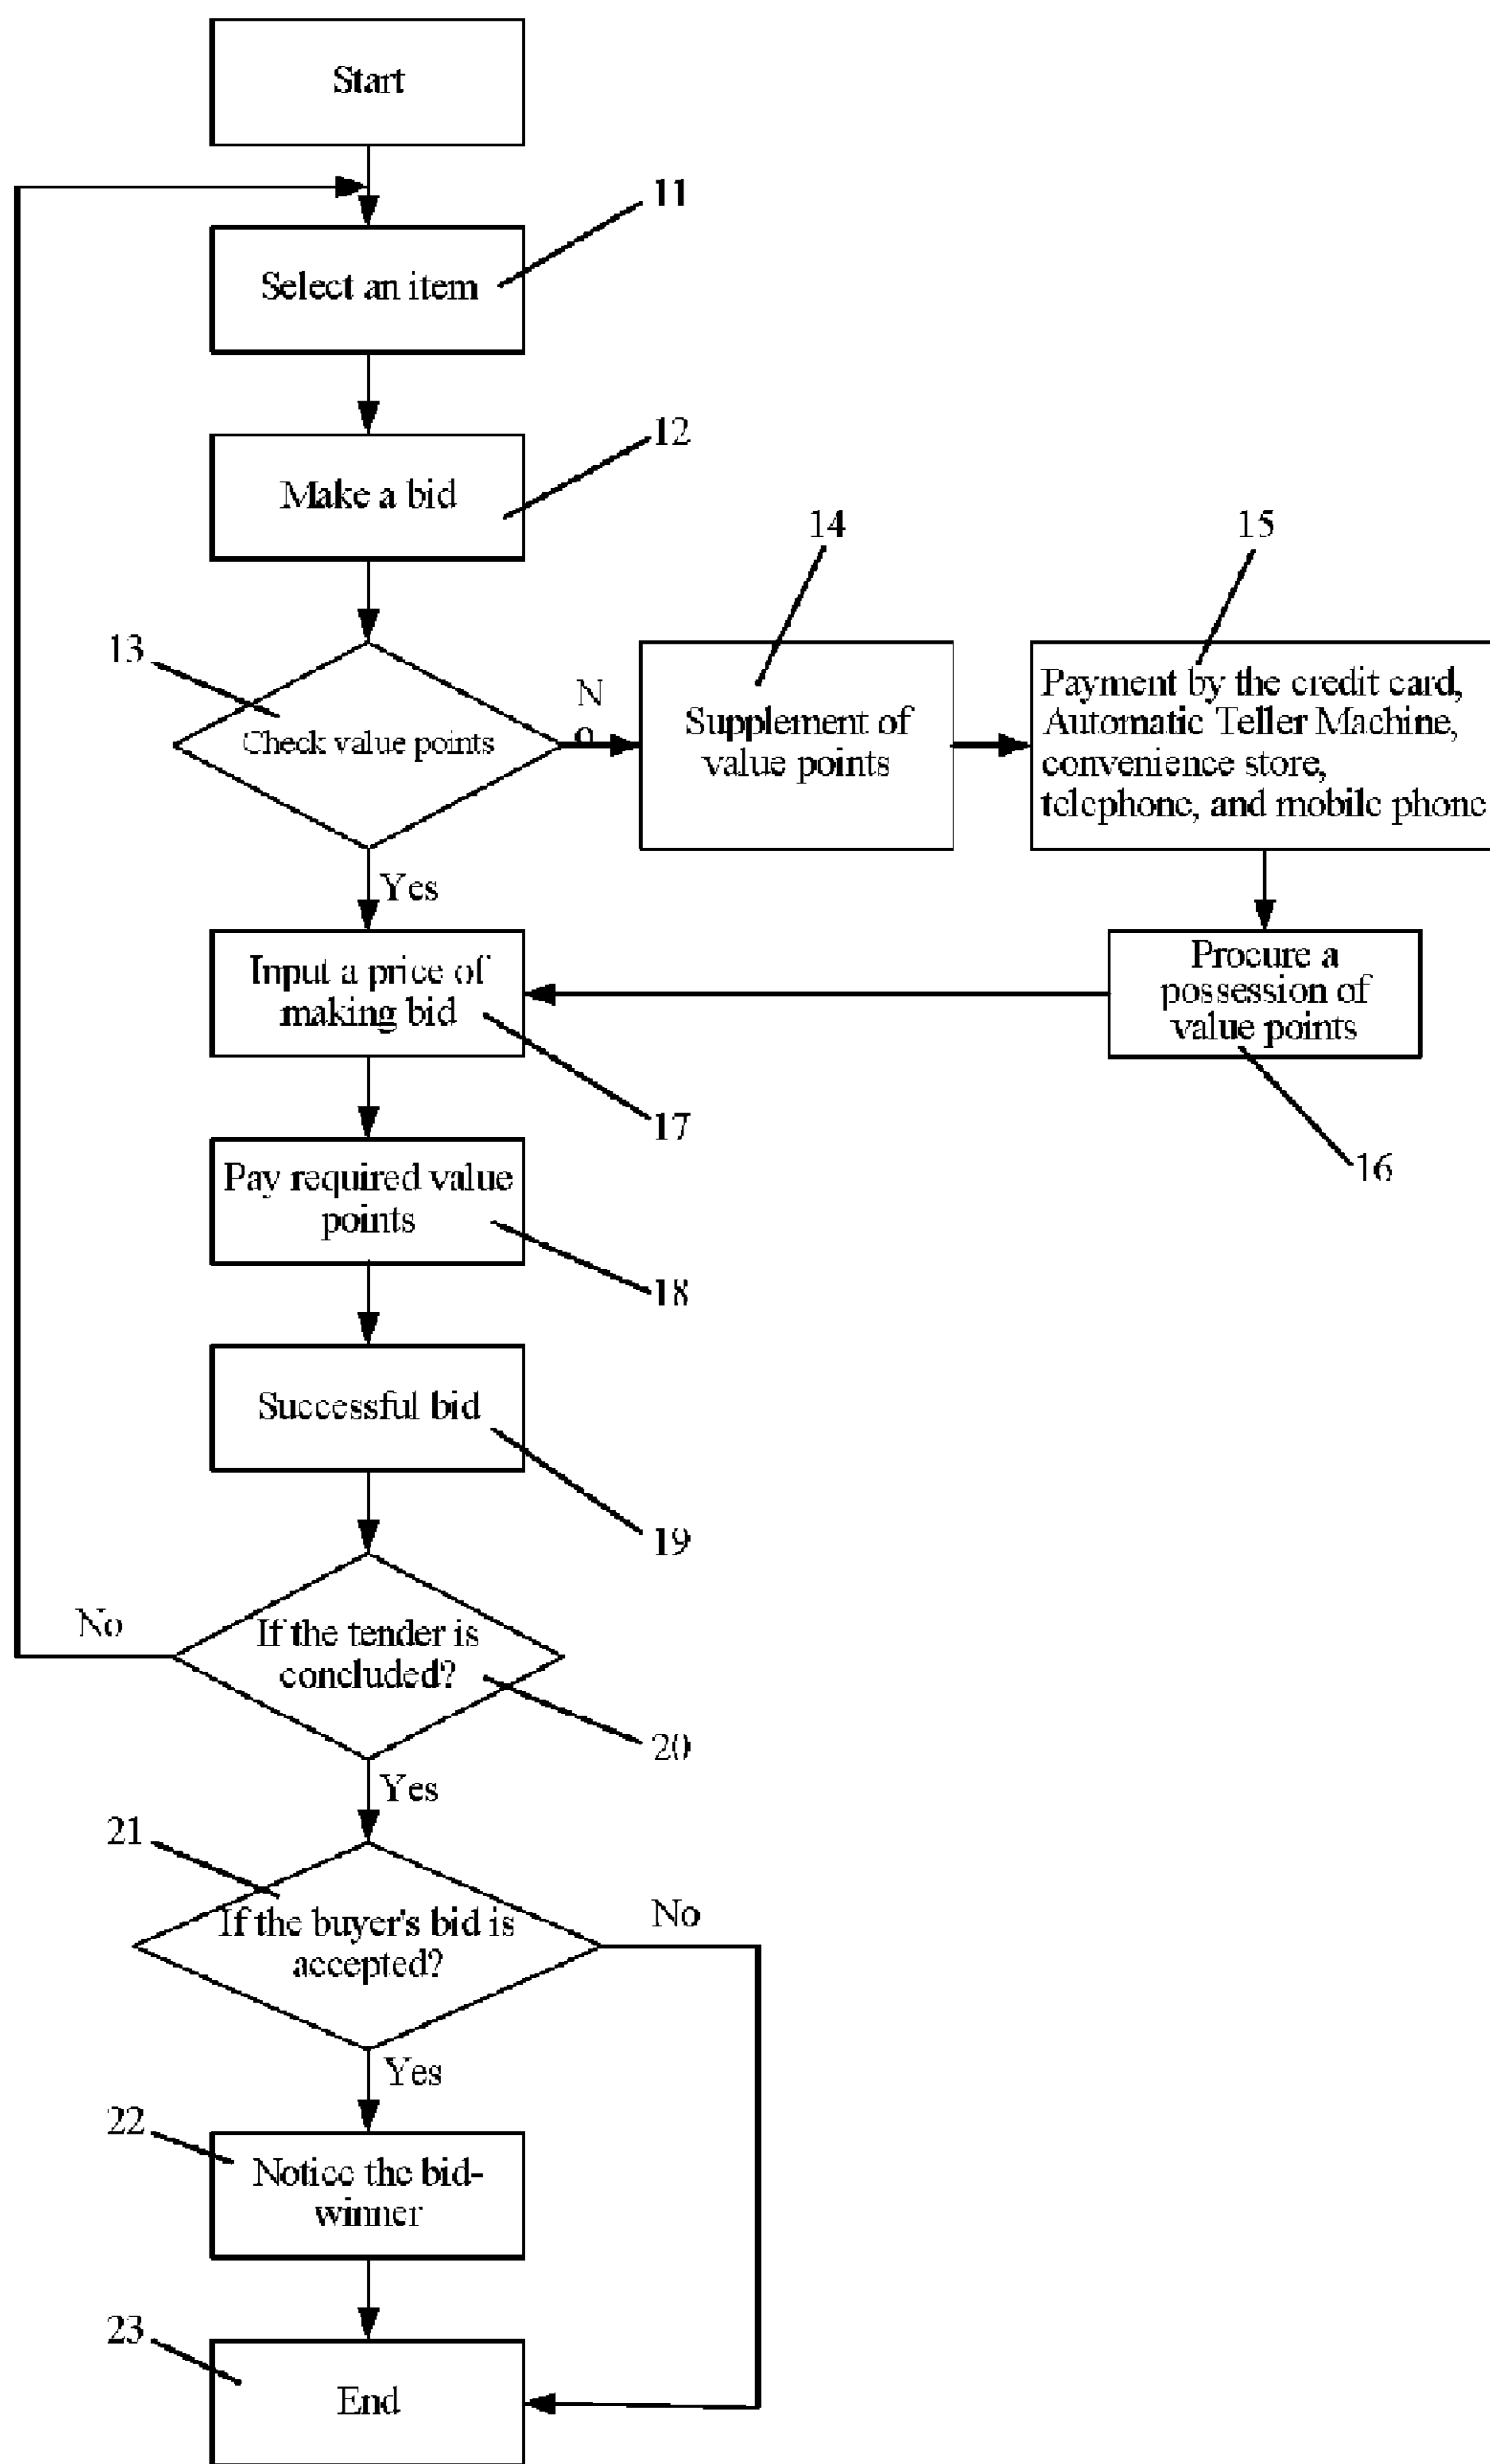 Start
11
Select an item
12
Make a bid
14
15
13
Check value points
N
o
Supplement of
value points
Payment by the credit card,
Automatic Teller Machine,
convenience store,
telephone, and mobile phone
Yes
Input a price of
making bid
Procure a
possession of
value points
17
16
Pay required value
points
18
Successful bid
19
No
If the tender is
concluded?
20
Yes
21
If the buyer's bid is
accepted?
No
Yes
22
Notice the bid-
winner
23
End